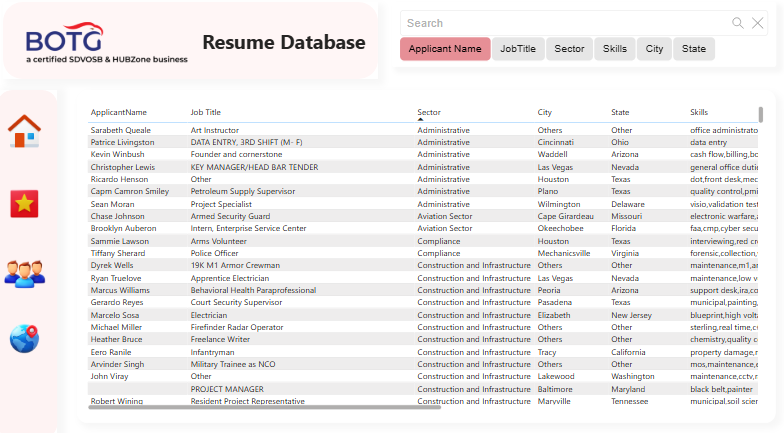 BOTG
a certified SDVOSB & HUBZone business
Resume Database
Search
Applicant Name JobTitle Sector Skills City State
ApplicantName Job Title Sector City State Skills
Sarabeth Queale Art Instructor Administrative Others Other office administrato
Patrice Livingston DATA ENTRY, 3RD SHIFT (M- F) Administrative Cincinnati Ohio data entry
Kevin Winbush Founder and cornerstone Administrative Waddell Arizona cash flow,billing,bo
Christopher Lewis KEY MANAGER/HEAD BAR TENDER Administrative Las Vegas Nevada general office duti
Ricardo Henson Other Administrative Houston Texas dot,front desk,mec
Capm Camron Smiley Petroleum Supply Supervisor Administrative Plano Texas quality control,pmi
Sean Moran Project Specialist Administrative Wilmington Delaware visio,validation test
Chase Johnson Armed Security Guard Aviation Sector Cape Girardeau Missouri electronic warfare,a
Brooklyn Auberon Intern, Enterprise Service Center Aviation Sector Okeechobee Florida faa,cmp,cyber secu
Sammie Lawson Arms Volunteer Compliance Houston Texas interviewing,red cr
Tiffany Sherard Police Officer Compliance Mechanicsville Virginia forensic,collection,
Dyrek Wells 19K M1 Armor Crewman Construction and Infrastructure Others Other maintenance,m1,ar
Ryan Truelove Apprentice Electrician Construction and Infrastructure Las Vegas Nevada maintenance,low v
Marcus Williams Behavioral Health Paraprofessional Construction and Infrastructure Peoria Arizona support desk,ira,co
Gerardo Reyes Court Security Supervisor Construction and Infrastructure Pasadena Texas municipal,painting,
Marcelo Sosa Electrician Construction and Infrastructure Elizabeth New Jersey blueprint,high volta
Michael Miller Firefinder Radar Operator Construction and Infrastructure Others Other sterling,real time,c
Heather Bruce Freelance Writer Construction and Infrastructure Others Other chemistry,quality c
Eero Ranile Infantryman Construction and Infrastructure Tracy California property damage,r
Arvinder Singh Military Trainee as NCO Construction and Infrastructure Others Other mos,maintenance,e
John Viray Other Construction and Infrastructure Lakewood Washington maintenance,cctv,r
PROJECT MANAGER Construction and Infrastructure Baltimore Maryland black belt,painter
Robert Wining Resident Project Representative Construction and Infrastructure Maryville Tennessee municipal,soil scien